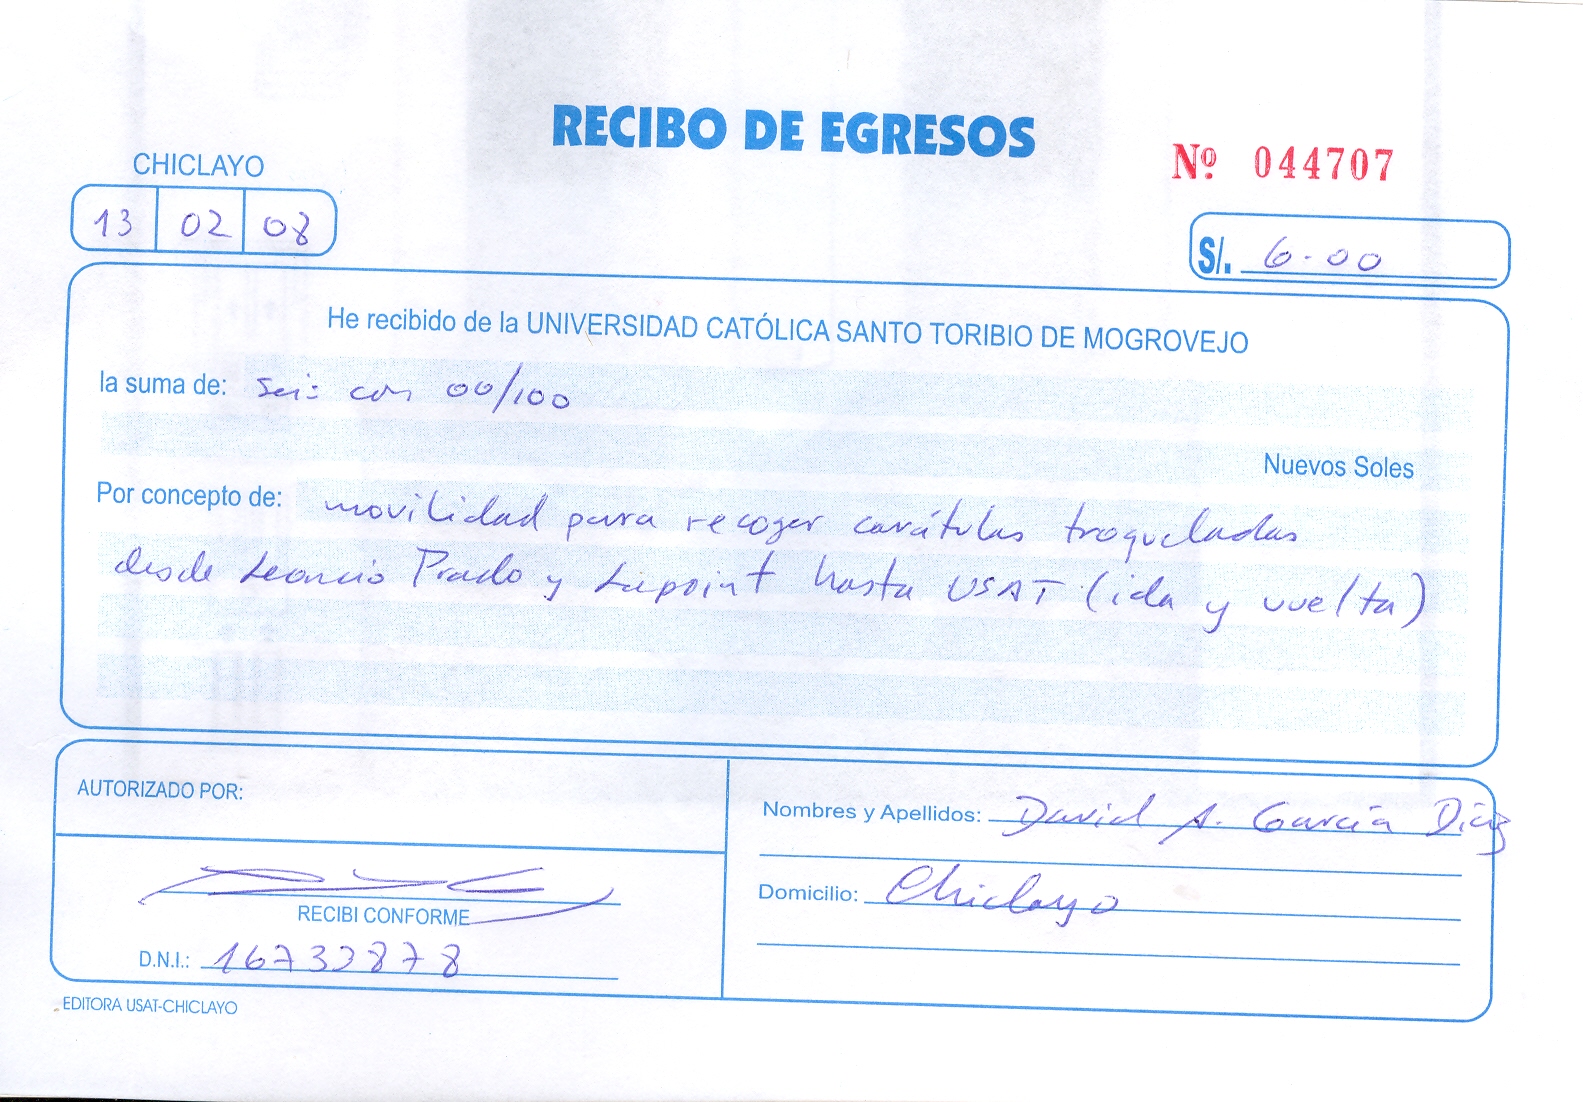 RECIBO DE EGRESOS
Nº 044707
CHICLAYO
13 02 08
S/. 6.00
He recibido de la UNIVERSIDAD CATÓLICA SANTO TORIBIO DE MOGROVEJO
la suma de: seis con 00/100
Nuevos Soles
Por concepto de: movilidad para recoger carátulas troqueladas
desde Leoncio Prado y Lupoint hasta USAT (ida y vuelta)
AUTORIZADO POR:
Nombres y Apellidos: David A. García Díaz
Domicilio: Chiclayo
RECIBI CONFORME
D.N.I.: 16733878
EDITORA USAT-CHICLAYO